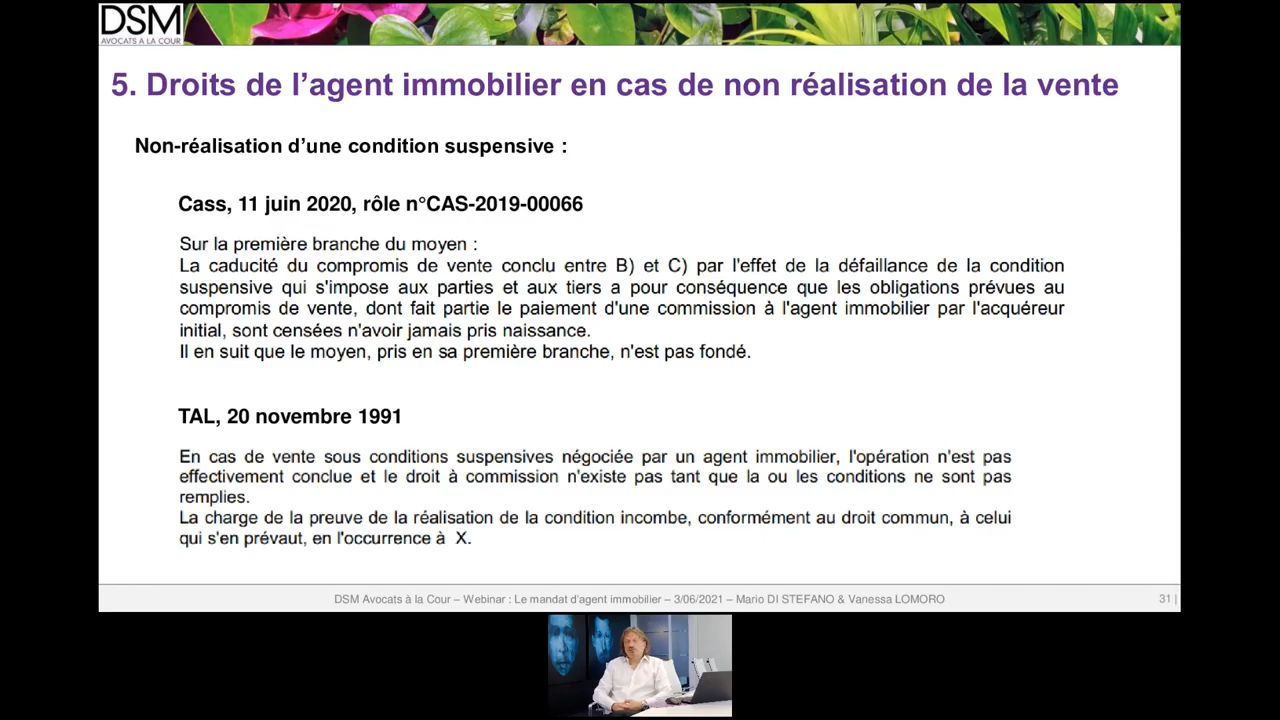 DSM
AVOCATS A LA COUR
5. Droits de l’agent immobilier en cas de non réalisation de la vente
Non-réalisation d’une condition suspensive :
Cass, 11 juin 2020, rôle n°CAS-2019-00066
Sur la première branche du moyen :
La caducité du compromis de vente conclu entre B) et C) par l'effet de la défaillance de la condition
suspensive qui s'impose aux parties et aux tiers a pour conséquence que les obligations prévues au
compromis de vente, dont fait partie le paiement d'une commission à l'agent immobilier par l'acquéreur
initial, sont censées n'avoir jamais pris naissance.
Il en suit que le moyen, pris en sa première branche, n'est pas fondé.
TAL, 20 novembre 1991
En cas de vente sous conditions suspensives négociée par un agent immobilier, l'opération n'est pas
effectivement conclue et le droit à commission n'existe pas tant que la ou les conditions ne sont pas
remplies.
La charge de la preuve de la réalisation de la condition incombe, conformément au droit commun, à celui
qui s'en prévaut, en l'occurrence à X.
DSM Avocats à la Cour – Webinar : Le mandat d’agent immobilier – 3/06/2021 – Mario DI STEFANO & Vanessa LOMORO
31 |